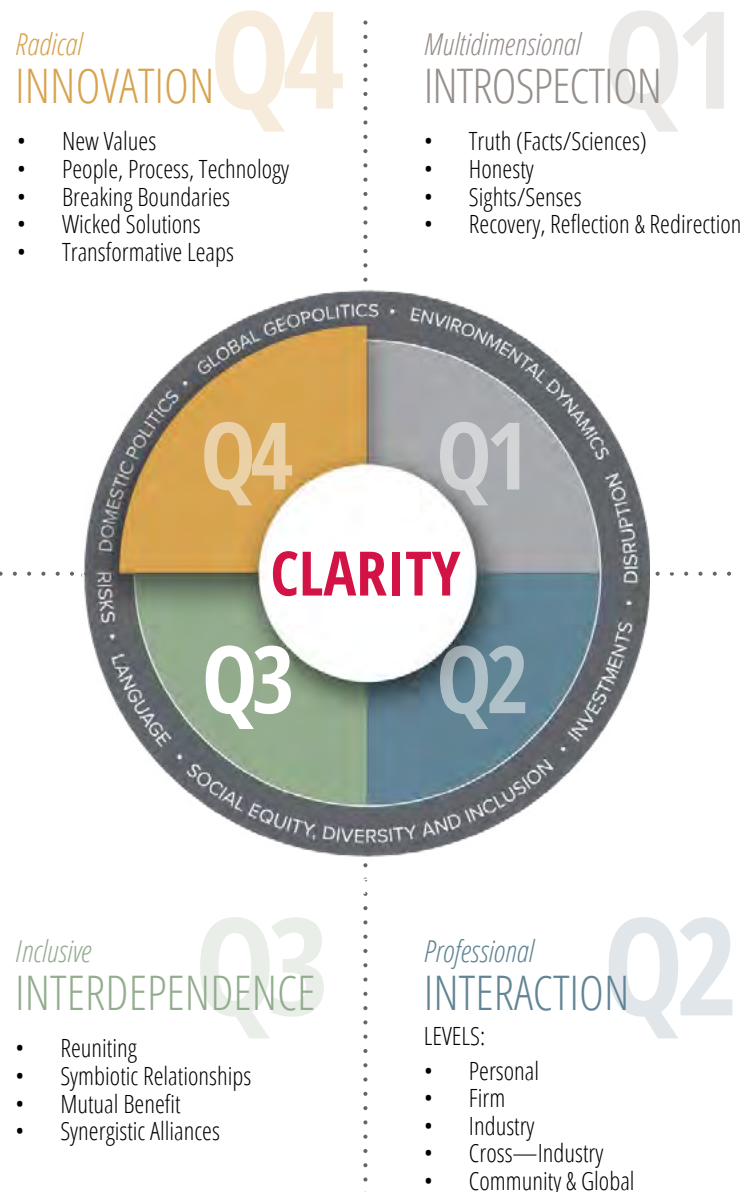 Radical
INNOVATION
Q4
• New Values
• People, Process, Technology
• Breaking Boundaries
• Wicked Solutions
• Transformative Leaps
Multidimensional
INTROSPECTION
Q1
• Truth (Facts/Sciences)
• Honesty
• Sights/Senses
• Recovery, Reflection & Redirection
DOMESTIC POLITICS • GLOBAL GEOPOLITICS • ENVIRONMENTAL DYNAMICS
DISRUPTION • INVESTMENTS • SOCIAL EQUITY, DIVERSITY AND INCLUSION • LANGUAGE • RISKS
Q4
Q1
CLARITY
Q3
Q2
Inclusive
INTERDEPENDENCE
Q3
• Reuniting
• Symbiotic Relationships
• Mutual Benefit
• Synergistic Alliances
Professional
INTERACTION
Q2
LEVELS:
• Personal
• Firm
• Industry
• Cross—Industry
• Community & Global